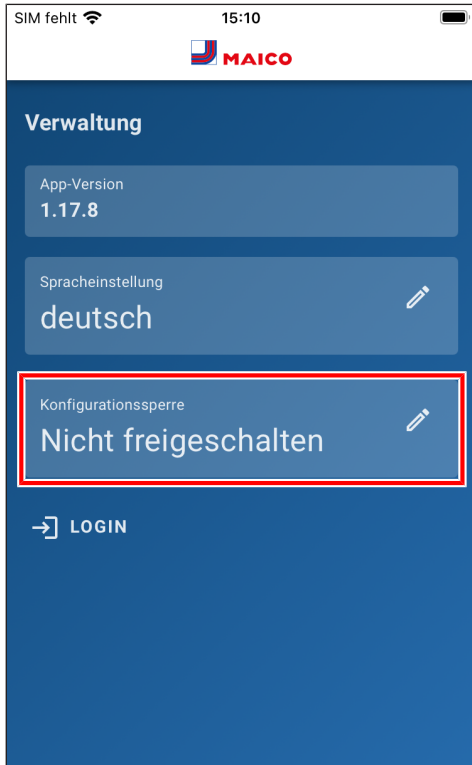 SIM fehlt 15:10
MAICO
Verwaltung
App-Version
1.17.8
Spracheinstellung
deutsch
Konfigurationssperre
Nicht freigeschalten
LOGIN